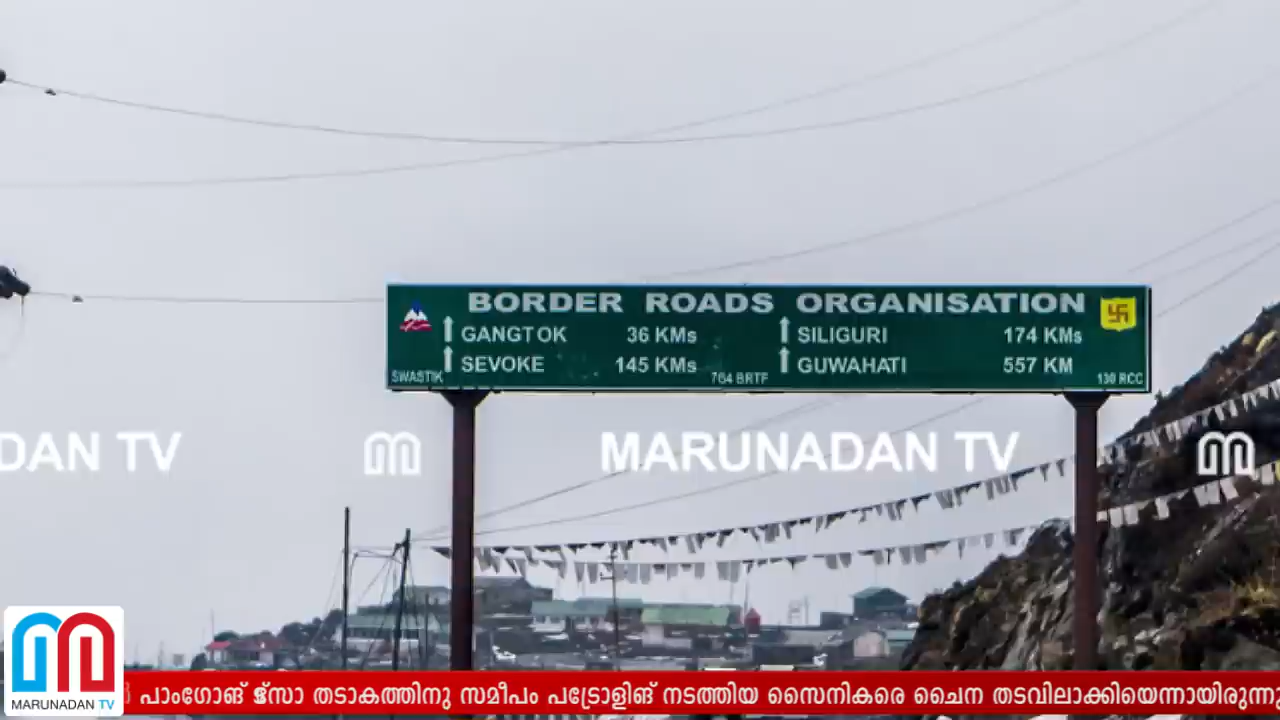 BORDER ROADS ORGANISATION
GANGTOK 36 KMs SILIGURI 174 KMs
SEVOKE 145 KMs GUWAHATI 557 KM
SWASTIK 764 BRTF 130 RCC
DAN TV MARUNADAN TV
MARUNADAN TV
പാംഗോങ് ട്സാ തടാകത്തിനു സമീപം പട്രോളിങ് നടത്തിയ സൈനികരെ ചൈന തടവിലാക്കിയെന്നായിരുന്നു